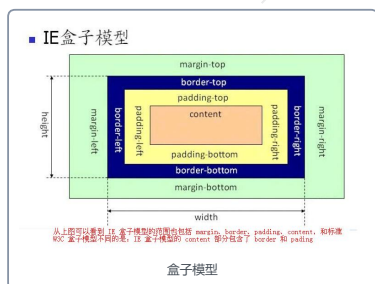 IE盒子模型
margin-top
border-top
padding-top
content
height
margin-left
border-left
padding-left
padding-right
border-right
margin-right
padding-bottom
border-bottom
margin-bottom
width
从上图可以看到 IE 盒子模型的范围也包括 margin、border、padding、content，和标准
W3C 盒子模型不同的是：IE 盒子模型的 content 部分包含了 border 和 pading
盒子模型